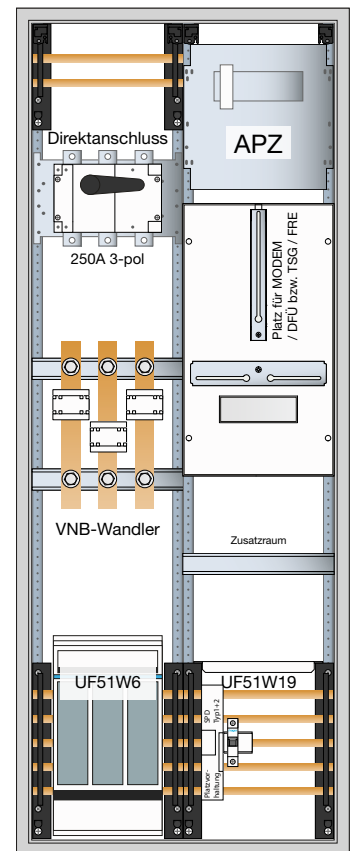 Direktanschluss
APZ
250A 3-pol
Platz für MODEM
/ DFÜ bzw. TSG / FRE
VNB-Wandler
Zusatzraum
UF51W6
UF51W19
SPD
Typ1+2
Platzvor-
haltung